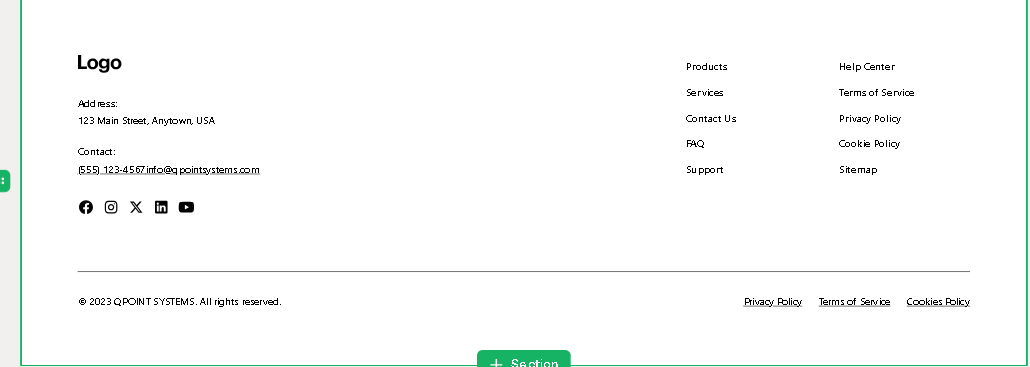 Logo
Address:
123 Main Street, Anytown, USA
Contact:
(555) 123-4567info@qpointsystems.com
Products
Services
Contact Us
FAQ
Support
Help Center
Terms of Service
Privacy Policy
Cookie Policy
Sitemap
© 2023 QPOINT SYSTEMS. All rights reserved.
Privacy Policy Terms of Service Cookies Policy
+ Section